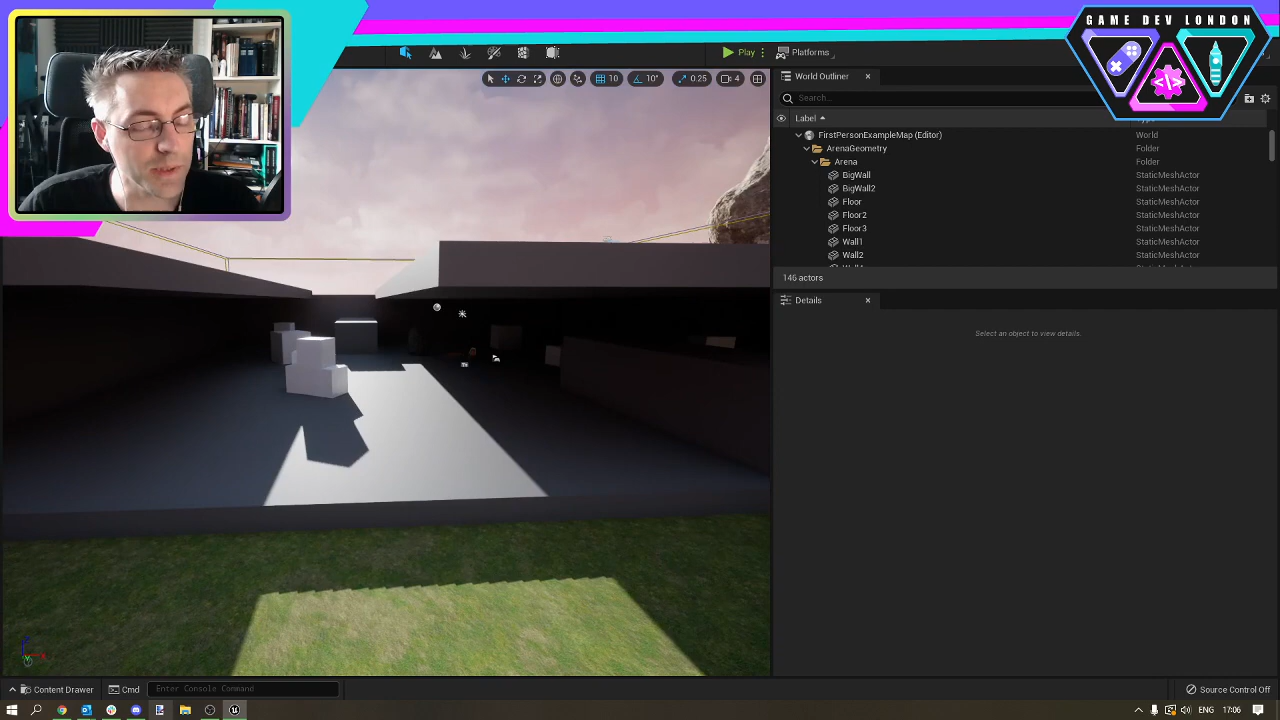 GAME DEV LONDON
Play
Platforms
10
10°
0.25
4
World Outliner
Search...
Label
FirstPersonExampleMap (Editor)
World
ArenaGeometry
Folder
Arena
Folder
BigWall
StaticMeshActor
BigWall2
StaticMeshActor
Floor
StaticMeshActor
Floor2
StaticMeshActor
Floor3
StaticMeshActor
Wall1
StaticMeshActor
Wall2
StaticMeshActor
146 actors
Details
Select an object to view details.
Content Drawer
Cmd
Enter Console Command
Source Control Off
ENG
17:06